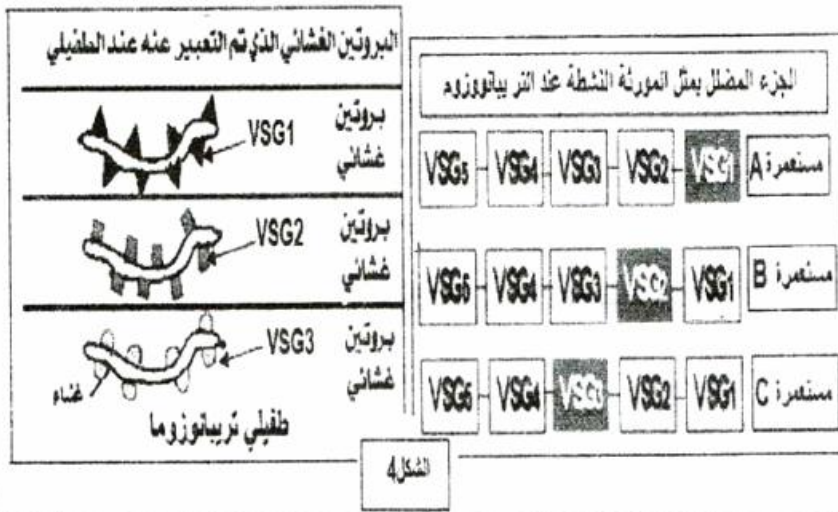 الجزء المضلل يمثل المورثة النشطة عند التريبانووزوم
مستعمرة A
VSG1
VSG2
VSG3
VSG4
VSG5
مستعمرة B
VSG1
VSG2
VSG3
VSG4
VSG5
مستعمرة C
VSG1
VSG2
VSG3
VSG4
VSG5
البروتين الغشائي الذي تم التعبير عنه عند الطفيلي
بروتين
غشائي
VSG1
بروتين
غشائي
VSG2
بروتين
غشائي
VSG3
غشاء
طفيلي تريبانوزوما
الشكل4